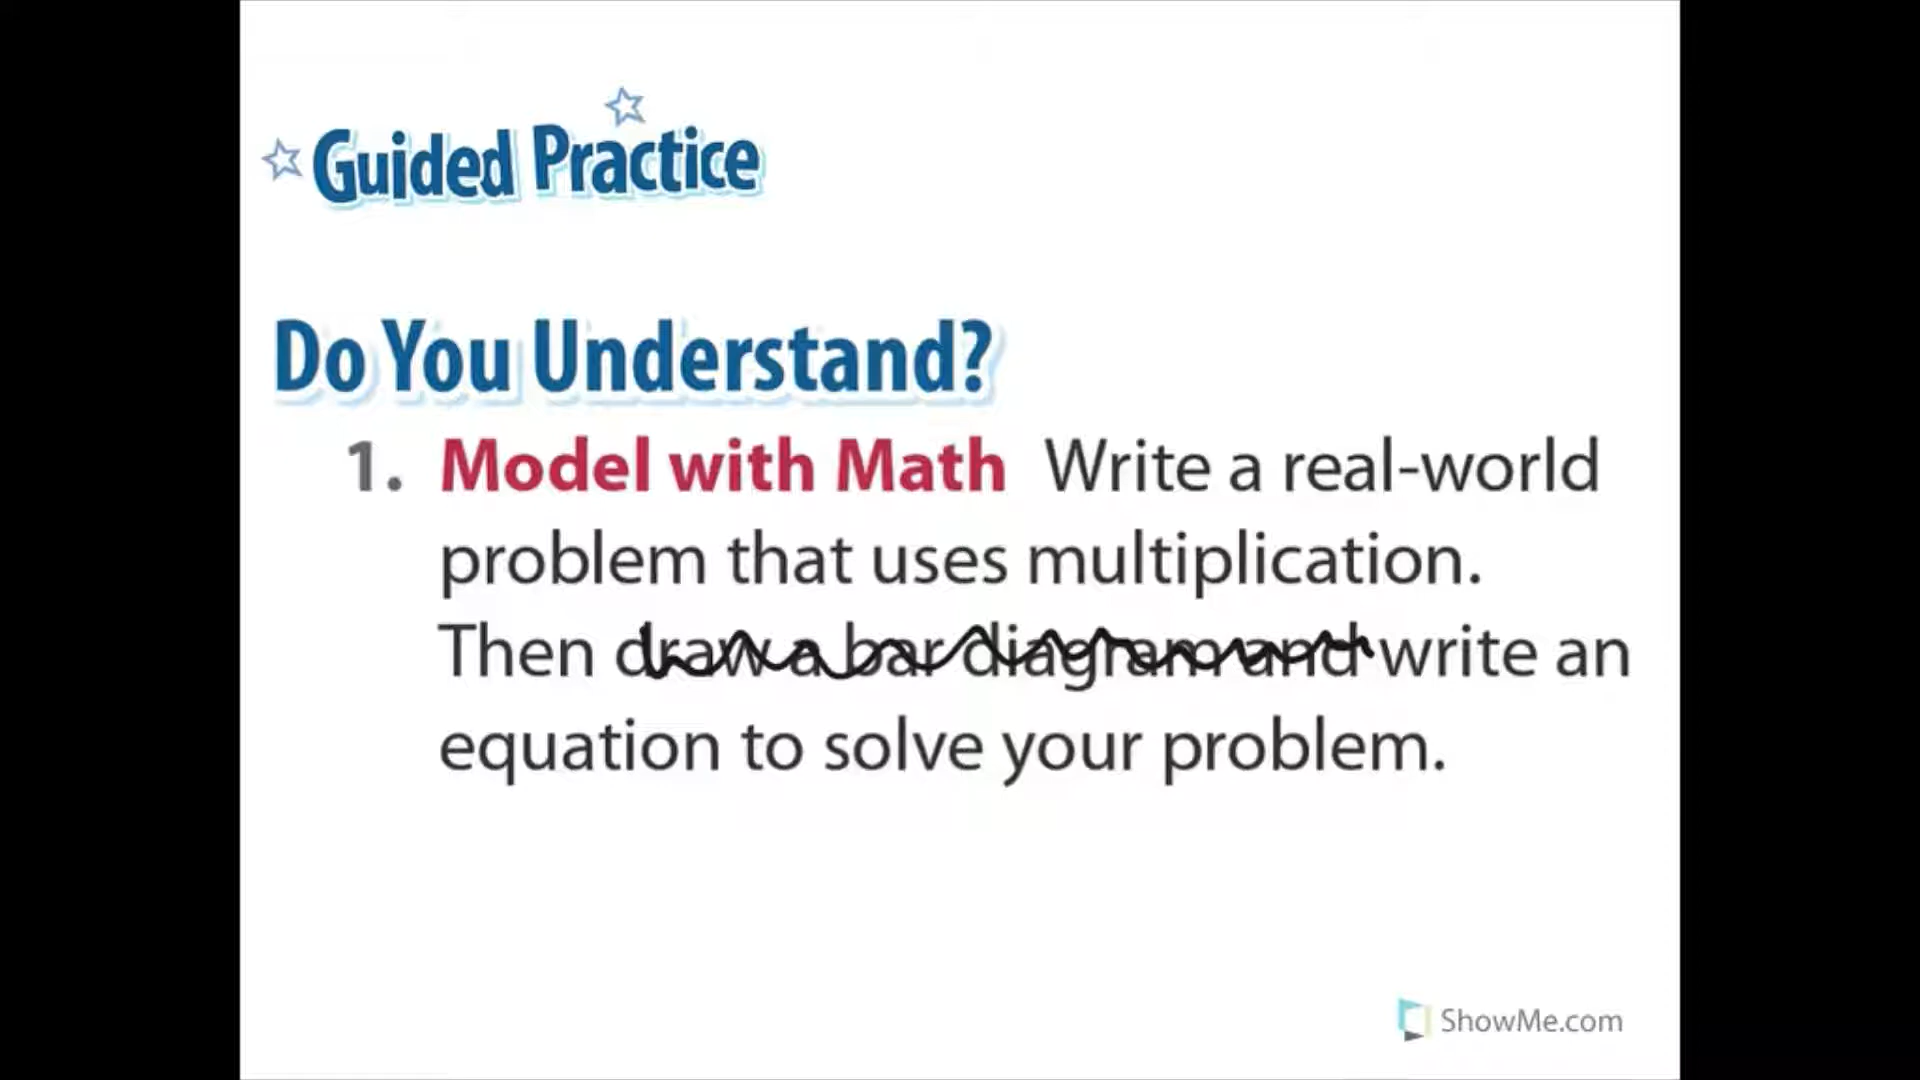 Guided Practice
Do You Understand?
1. Model with Math Write a real-world
problem that uses multiplication.
Then draw a bar diagram and write an
equation to solve your problem.
ShowMe.com